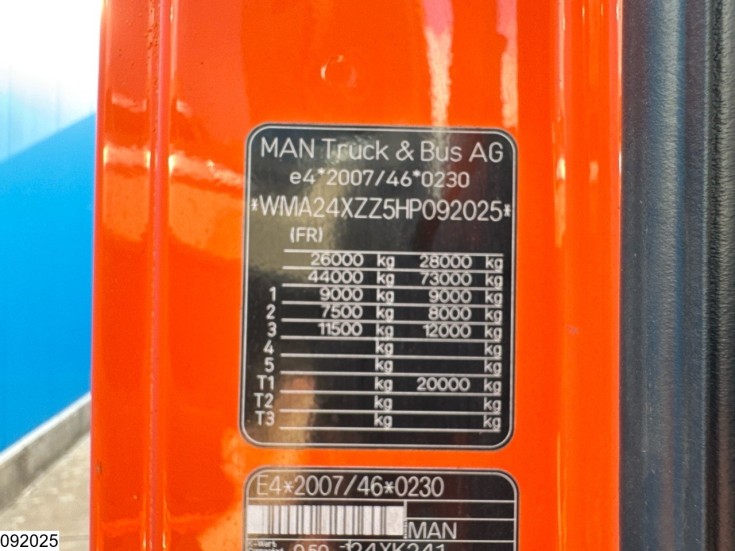 MAN Truck & Bus AG
e4*2007/46*0230
*WMA24XZZ5HP092025*
(FR)
26000 kg 28000 kg
44000 kg 73000 kg
1 9000 kg 9000 kg
2 7500 kg 8000 kg
3 11500 kg 12000 kg
4 kg kg
5 kg kg
T1 kg 20000 kg
T2 kg kg
T3 kg kg
E4*2007/46*0230
MAN
092025